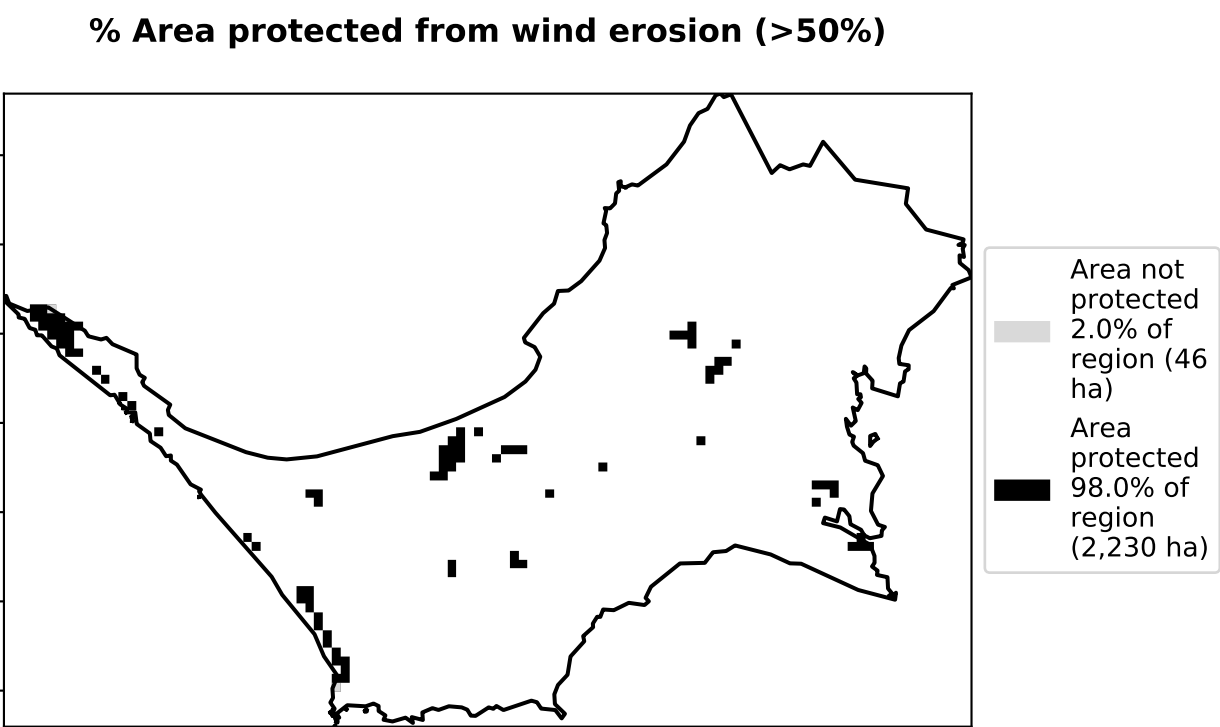 % Area protected from wind erosion (>50%)
Area not
protected
2.0% of
region (46
ha)
Area
protected
98.0% of
region
(2,230 ha)